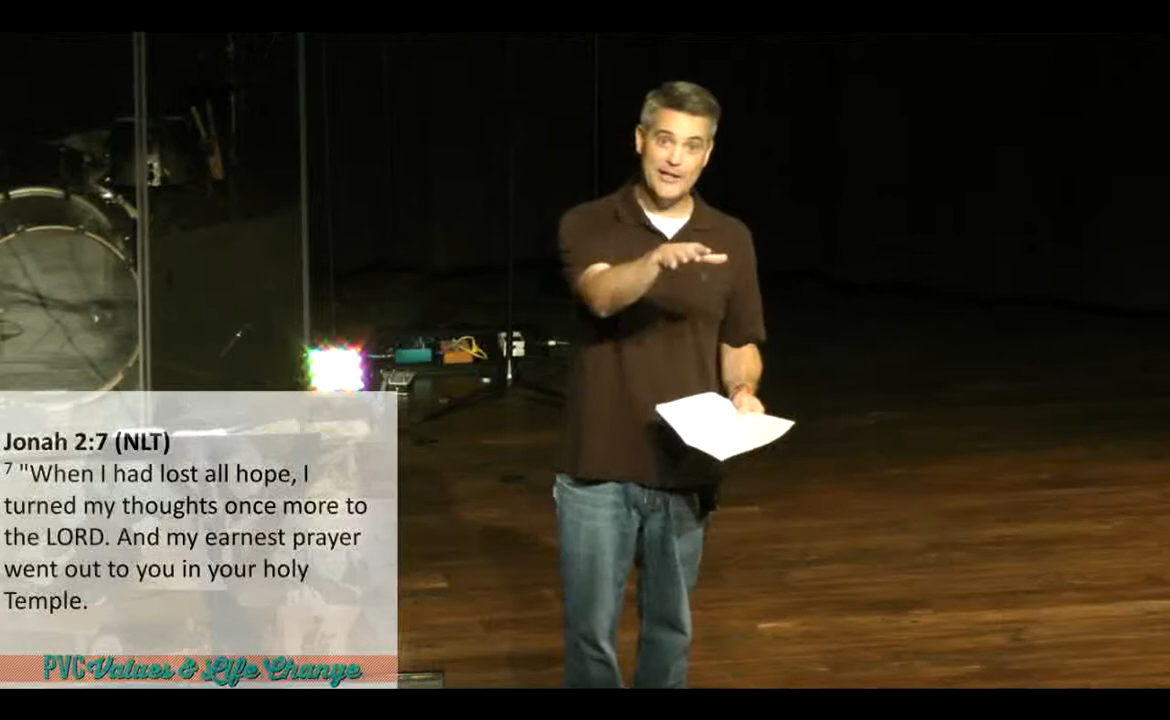 Jonah 2:7 (NLT)
7 "When I had lost all hope, I
turned my thoughts once more to
the LORD. And my earnest prayer
went out to you in your holy
Temple.
PVC Values & Life Change